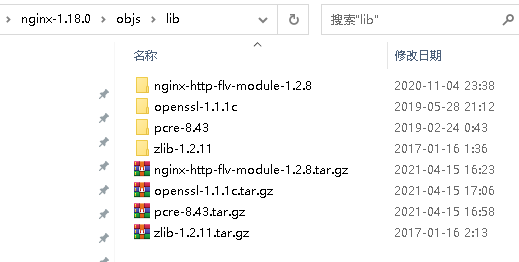 nginx-1.18.0 > objs > lib 搜索"lib"
名称 修改日期
nginx-http-flv-module-1.2.8 2020-11-04 23:38
openssl-1.1.1c 2019-05-28 21:12
pcre-8.43 2019-02-24 0:43
zlib-1.2.11 2017-01-16 1:36
nginx-http-flv-module-1.2.8.tar.gz 2021-04-15 16:23
openssl-1.1.1c.tar.gz 2021-04-15 17:06
pcre-8.43.tar.gz 2021-04-15 16:58
zlib-1.2.11.tar.gz 2017-01-16 2:13